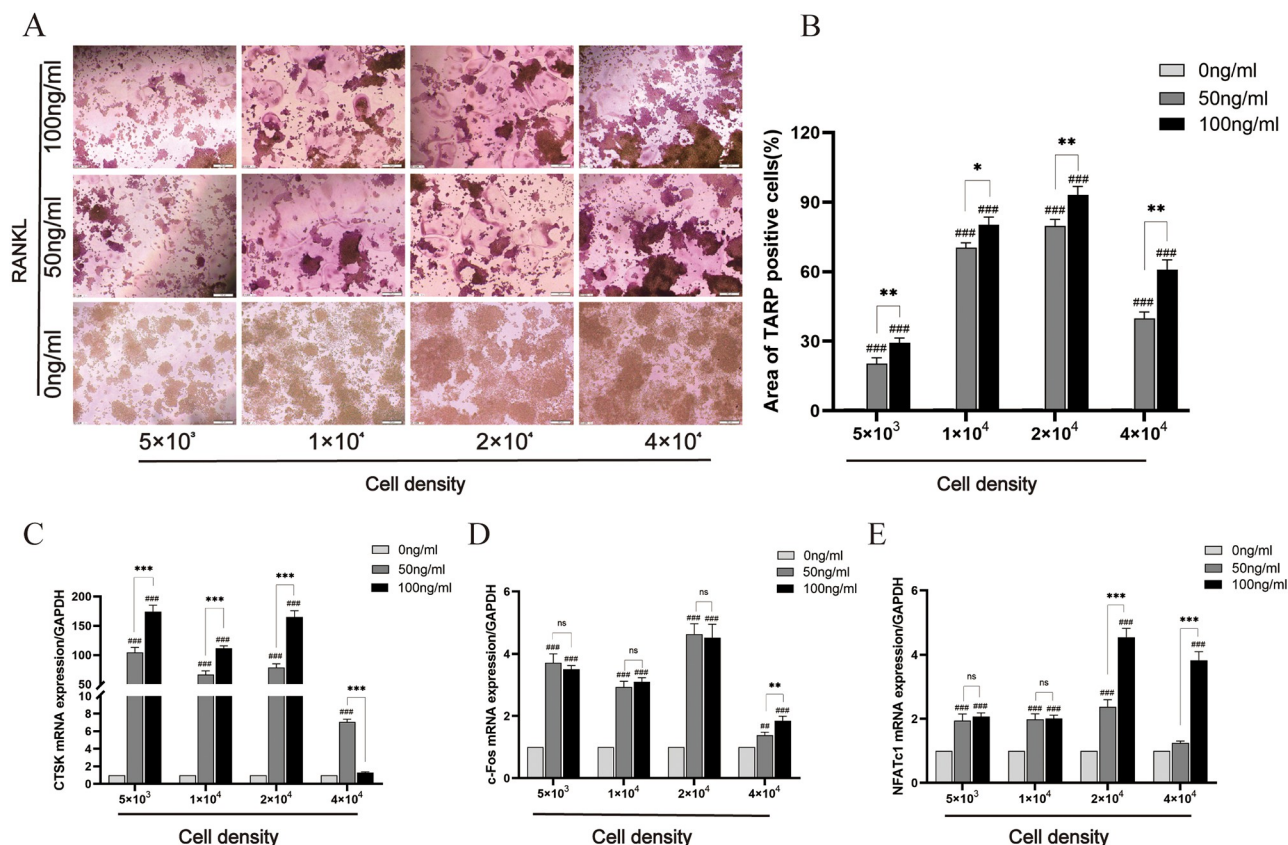 A
RANKL
100ng/ml
50ng/ml
0ng/ml
5×10³
1×10⁴
2×10⁴
4×10⁴
Cell density
B
0ng/ml
50ng/ml
100ng/ml
Area of TARP positive cells(%)
120
90
60
30
0
**
*
**
**
### ###
### ###
### ###
### ###
5×10³
1×10⁴
2×10⁴
4×10⁴
Cell density
C
0ng/ml
50ng/ml
100ng/ml
CTSK mRNA expression/GAPDH
200
150
100
50
10
8
6
4
2
0
***
***
***
***
### ###
### ###
### ###
###
5×10³
1×10⁴
2×10⁴
4×10⁴
Cell density
D
0ng/ml
50ng/ml
100ng/ml
c-Fos mRNA expression/GAPDH
6
4
2
0
ns
ns
ns
**
### ###
### ###
### ###
## ###
5×10³
1×10⁴
2×10⁴
4×10⁴
Cell density
E
0ng/ml
50ng/ml
100ng/ml
NFATc1 mRNA expression/GAPDH
6
4
2
0
ns
ns
***
***
### ###
### ###
### ###
###
5×10³
1×10⁴
2×10⁴
4×10⁴
Cell density